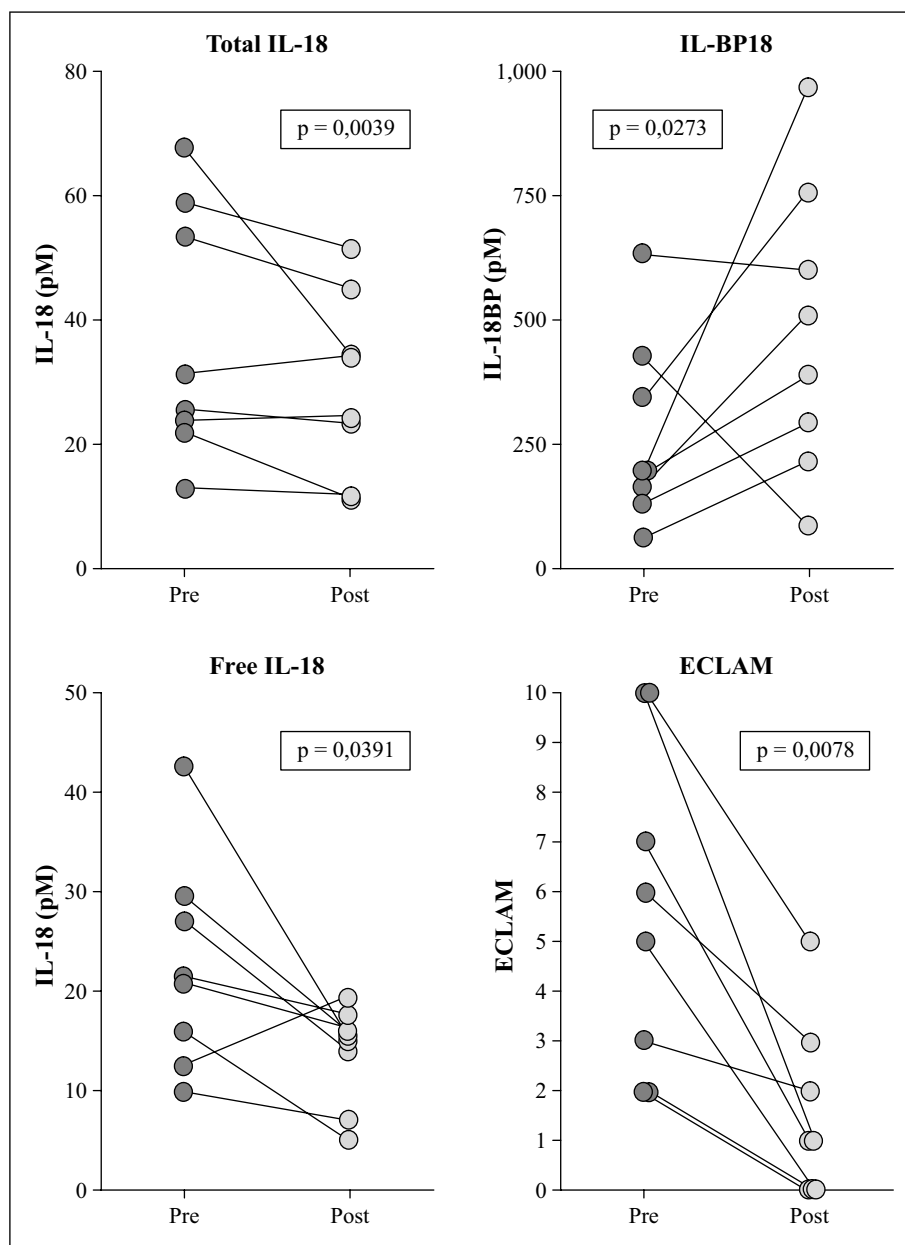 Total IL-18
80
60
40
20
0
IL-18 (pM)
p = 0,0039
Pre
Post
IL-BP18
1,000
750
500
250
0
IL-18BP (pM)
p = 0,0273
Pre
Post
Free IL-18
50
40
30
20
10
0
IL-18 (pM)
p = 0,0391
Pre
Post
ECLAM
10
9
8
7
6
5
4
3
2
1
0
ECLAM
p = 0,0078
Pre
Post